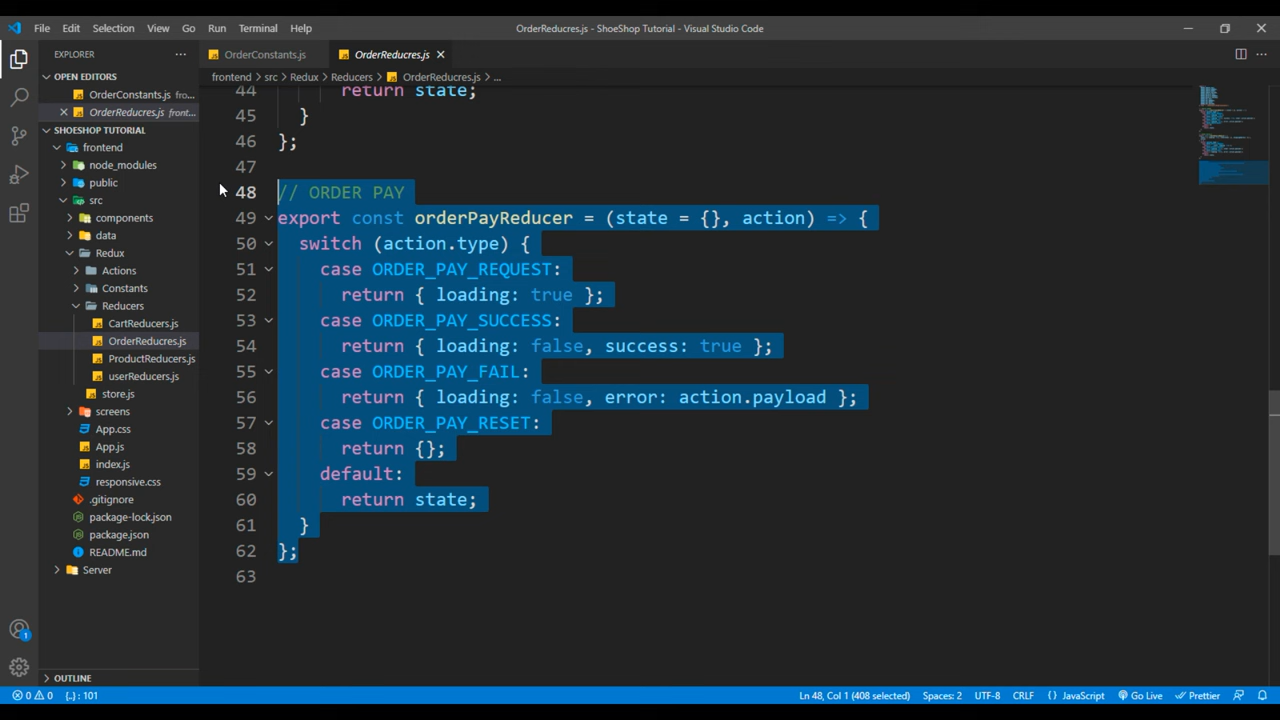 File Edit Selection View Go Run Terminal Help
OrderReducres.js - ShoeShop Tutorial - Visual Studio Code
EXPLORER
OPEN EDITORS
OrderConstants.js fro...
OrderReducres.js front...
SHOESHOP TUTORIAL
frontend
node_modules
public
src
components
data
Redux
Actions
Constants
Reducers
CartReducers.js
OrderReducres.js
ProductReducers.js
userReducers.js
store.js
screens
App.css
App.js
index.js
responsive.css
.gitignore
package-lock.json
package.json
README.md
Server
OUTLINE
OrderConstants.js
OrderReducres.js
frontend > src > Redux > Reducers > OrderReducres.js > ...
44 return state;
45 }
46 };
47
48 // ORDER PAY
49 export const orderPayReducer = (state = {}, action) => {
50 switch (action.type) {
51 case ORDER_PAY_REQUEST:
52 return { loading: true };
53 case ORDER_PAY_SUCCESS:
54 return { loading: false, success: true };
55 case ORDER_PAY_FAIL:
56 return { loading: false, error: action.payload };
57 case ORDER_PAY_RESET:
58 return {};
59 default:
60 return state;
61 }
62 };
63
1
0 0 {..} : 101
Ln 48, Col 1 (408 selected) Spaces: 2 UTF-8 CRLF {} JavaScript Go Live Prettier